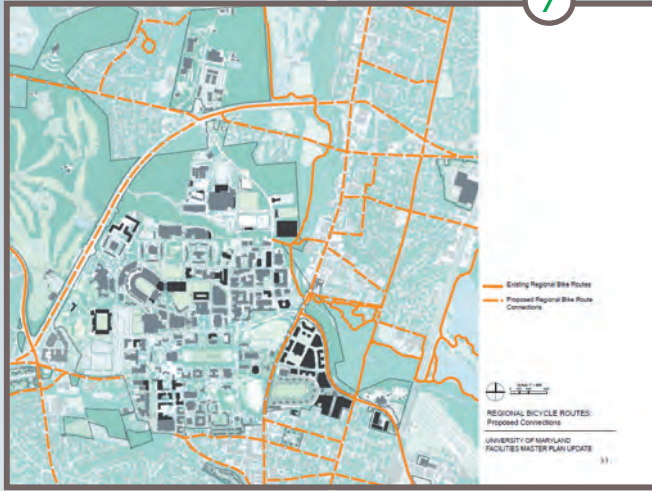 7
Existing Regional Bike Routes
Proposed Regional Bike Route
Connections
REGIONAL BICYCLE ROUTES:
Proposed Connections
UNIVERSITY OF MARYLAND
FACILITIES MASTER PLAN UPDATE